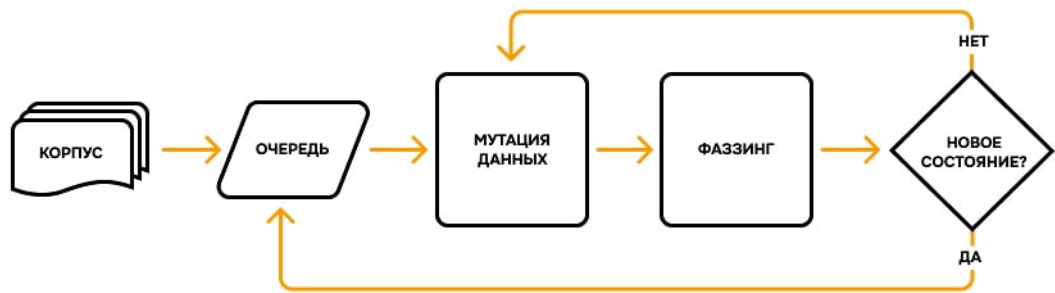 НЕТ
КОРПУС
ОЧЕРЕДЬ
МУТАЦИЯ
ДАННЫХ
ФАЗЗИНГ
НОВОЕ
СОСТОЯНИЕ?
ДА